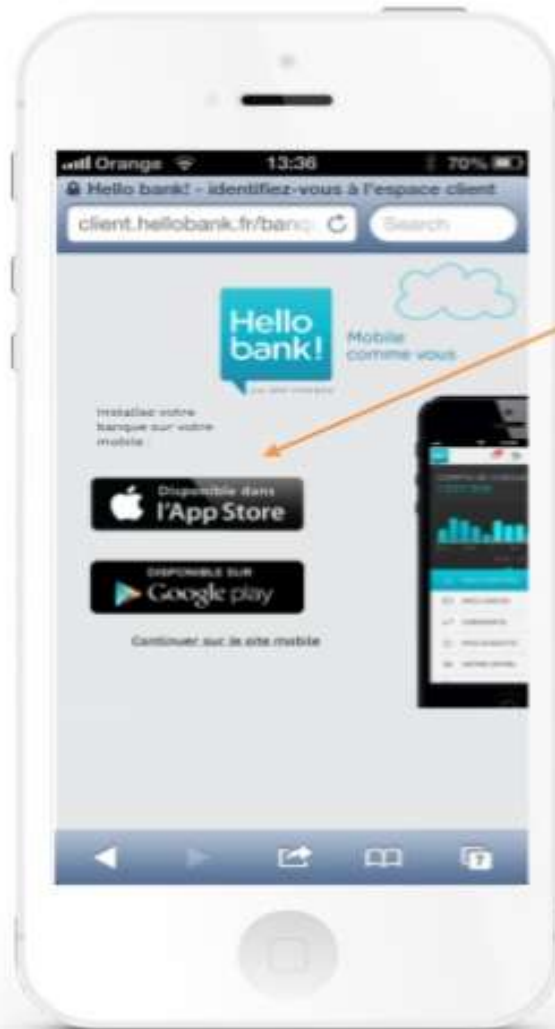 Orange 13:36 70%
Hello bank! - identifiez-vous à l'espace client
client.hellobank.fr/banq
Search
Hello
bank!
Mobile
comme vous
Installez votre
banque sur votre
mobile :
Disponible dans
l'App Store
DISPONIBLE SUR
Google play
Continuer sur le site mobile
?